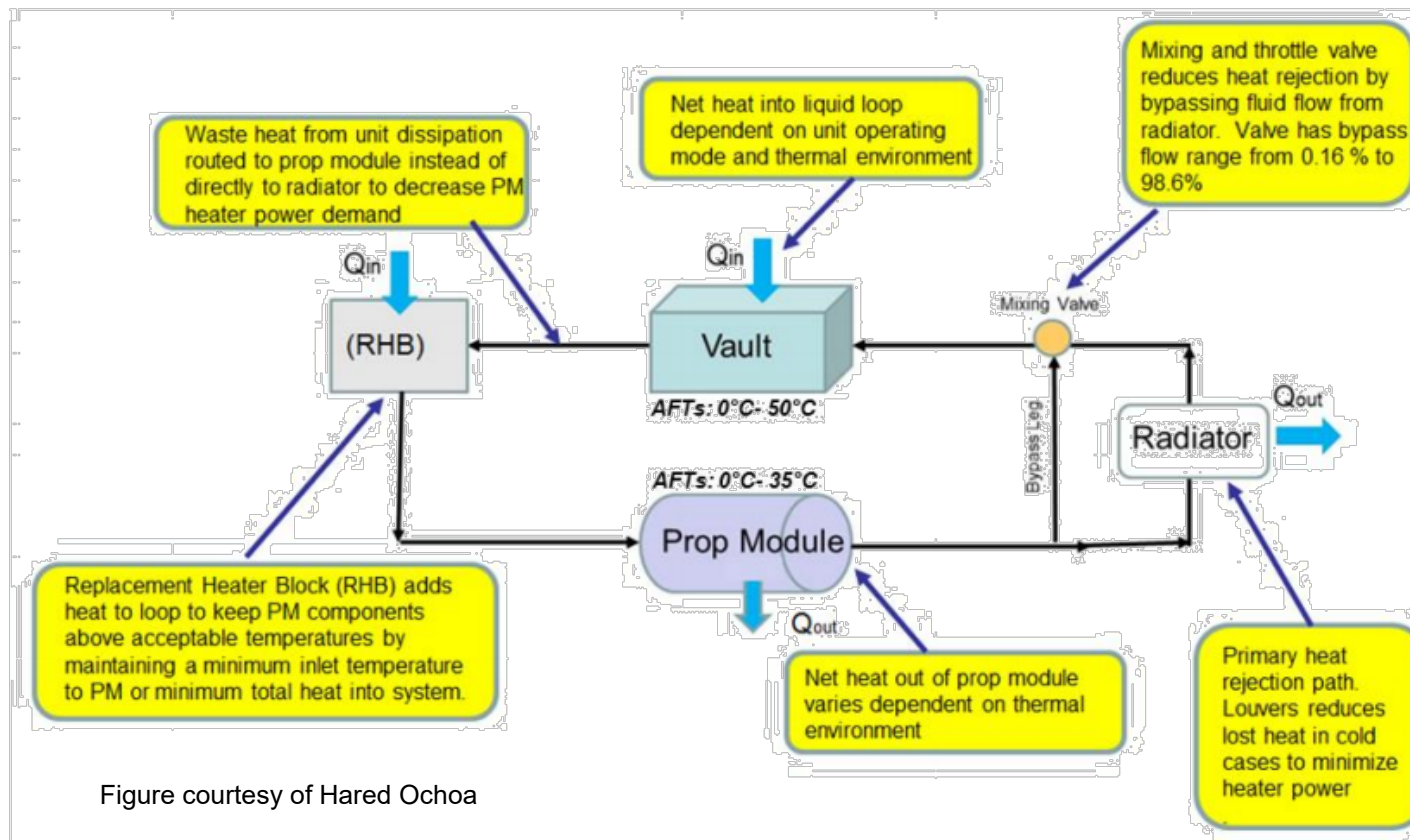 Waste heat from unit dissipation
routed to prop module instead of
directly to radiator to decrease PM
heater power demand
Net heat into liquid loop
dependent on unit operating
mode and thermal environment
Mixing and throttle valve
reduces heat rejection by
bypassing fluid flow from
radiator. Valve has bypass
flow range from 0.16 % to
98.6%
Qin
Qin
Mixing Valve
(RHB)
Vault
AFTs: 0°C- 50°C
Bypass Leg
Radiator
Qout
AFTs: 0°C- 35°C
Prop Module
Qout
Replacement Heater Block (RHB) adds
heat to loop to keep PM components
above acceptable temperatures by
maintaining a minimum inlet temperature
to PM or minimum total heat into system.
Net heat out of prop module
varies dependent on thermal
environment
Primary heat
rejection path.
Louvers reduces
lost heat in cold
cases to minimize
heater power
.
Figure courtesy of Hared Ochoa